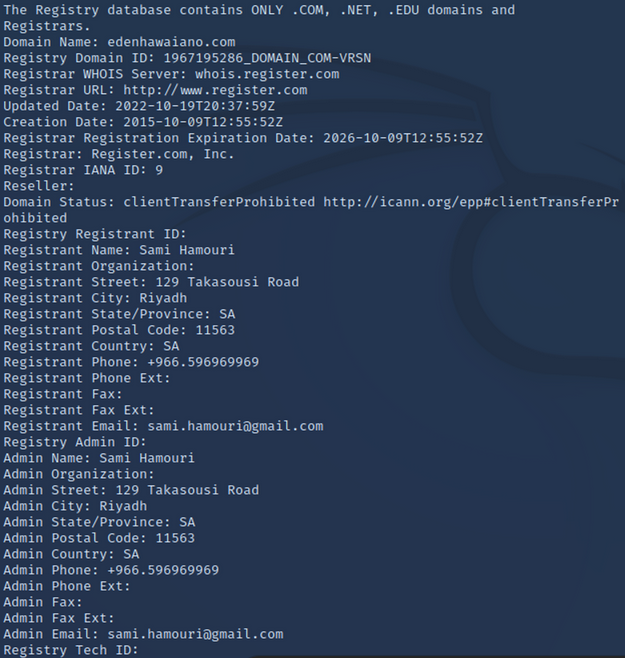 The Registry database contains ONLY .COM, .NET, .EDU domains and
Registrars.
Domain Name: edenhawaiano.com
Registry Domain ID: 1967195286_DOMAIN_COM-VRSN
Registrar WHOIS Server: whois.register.com
Registrar URL: http://www.register.com
Updated Date: 2022-10-19T20:37:59Z
Creation Date: 2015-10-09T12:55:52Z
Registrar Registration Expiration Date: 2026-10-09T12:55:52Z
Registrar: Register.com, Inc.
Registrar IANA ID: 9
Reseller:
Domain Status: clientTransferProhibited http://icann.org/epp#clientTransferPr
ohibited
Registry Registrant ID:
Registrant Name: Sami Hamouri
Registrant Organization:
Registrant Street: 129 Takasousi Road
Registrant City: Riyadh
Registrant State/Province: SA
Registrant Postal Code: 11563
Registrant Country: SA
Registrant Phone: +966.596969969
Registrant Phone Ext:
Registrant Fax:
Registrant Fax Ext:
Registrant Email: sami.hamouri@gmail.com
Registry Admin ID:
Admin Name: Sami Hamouri
Admin Organization:
Admin Street: 129 Takasousi Road
Admin City: Riyadh
Admin State/Province: SA
Admin Postal Code: 11563
Admin Country: SA
Admin Phone: +966.596969969
Admin Phone Ext:
Admin Fax:
Admin Fax Ext:
Admin Email: sami.hamouri@gmail.com
Registry Tech ID: